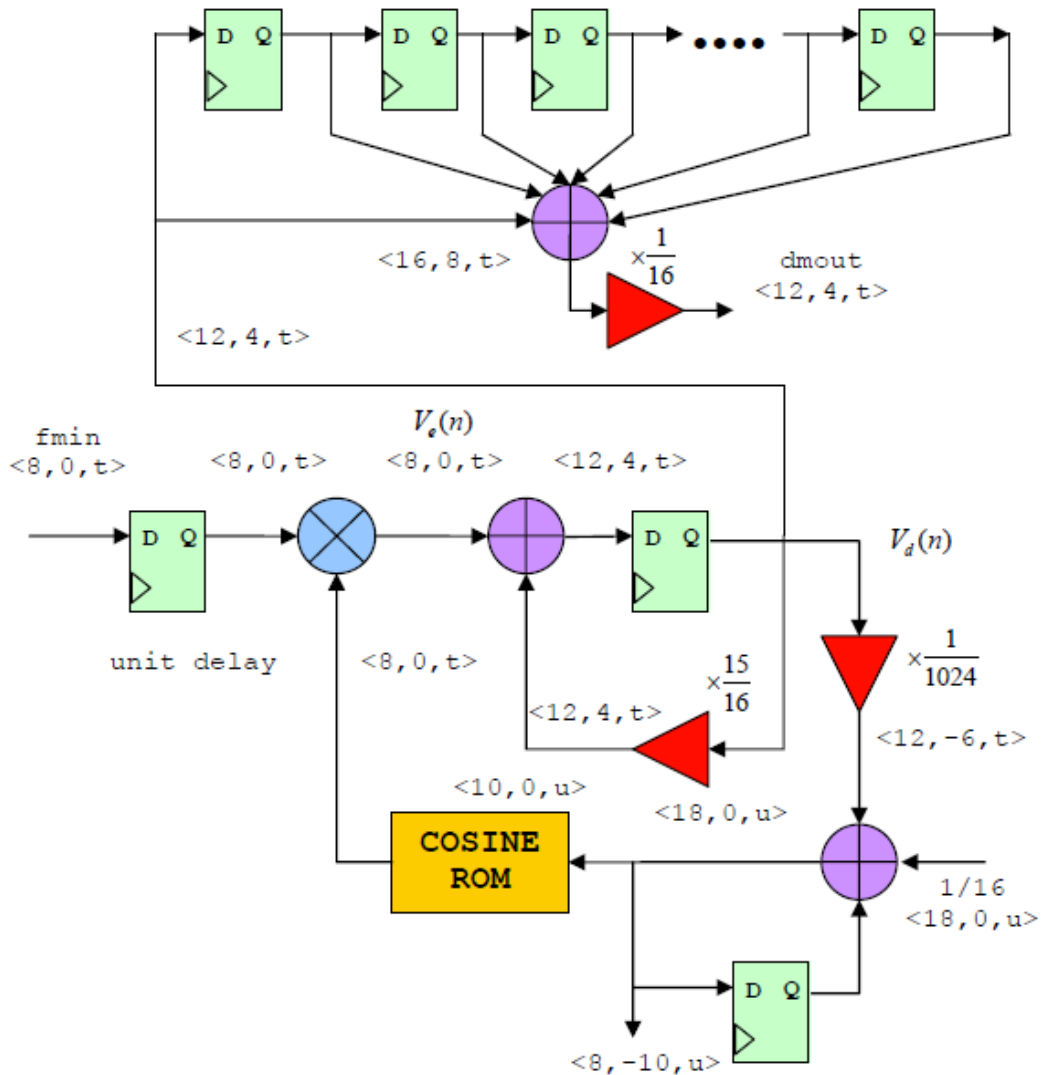 D Q
D Q
D Q
D Q
<16,8,t>
×1/16
dmout
<12,4,t>
<12,4,t>
V_e(n)
fmin
<8,0,t>
<8,0,t>
<8,0,t>
<12,4,t>
D Q
D Q
V_d(n)
unit delay
<8,0,t>
×15/16
×1/1024
<12,4,t>
<12,-6,t>
<10,0,u>
<18,0,u>
COSINE
ROM
1/16
<18,0,u>
D Q
<8,-10,u>